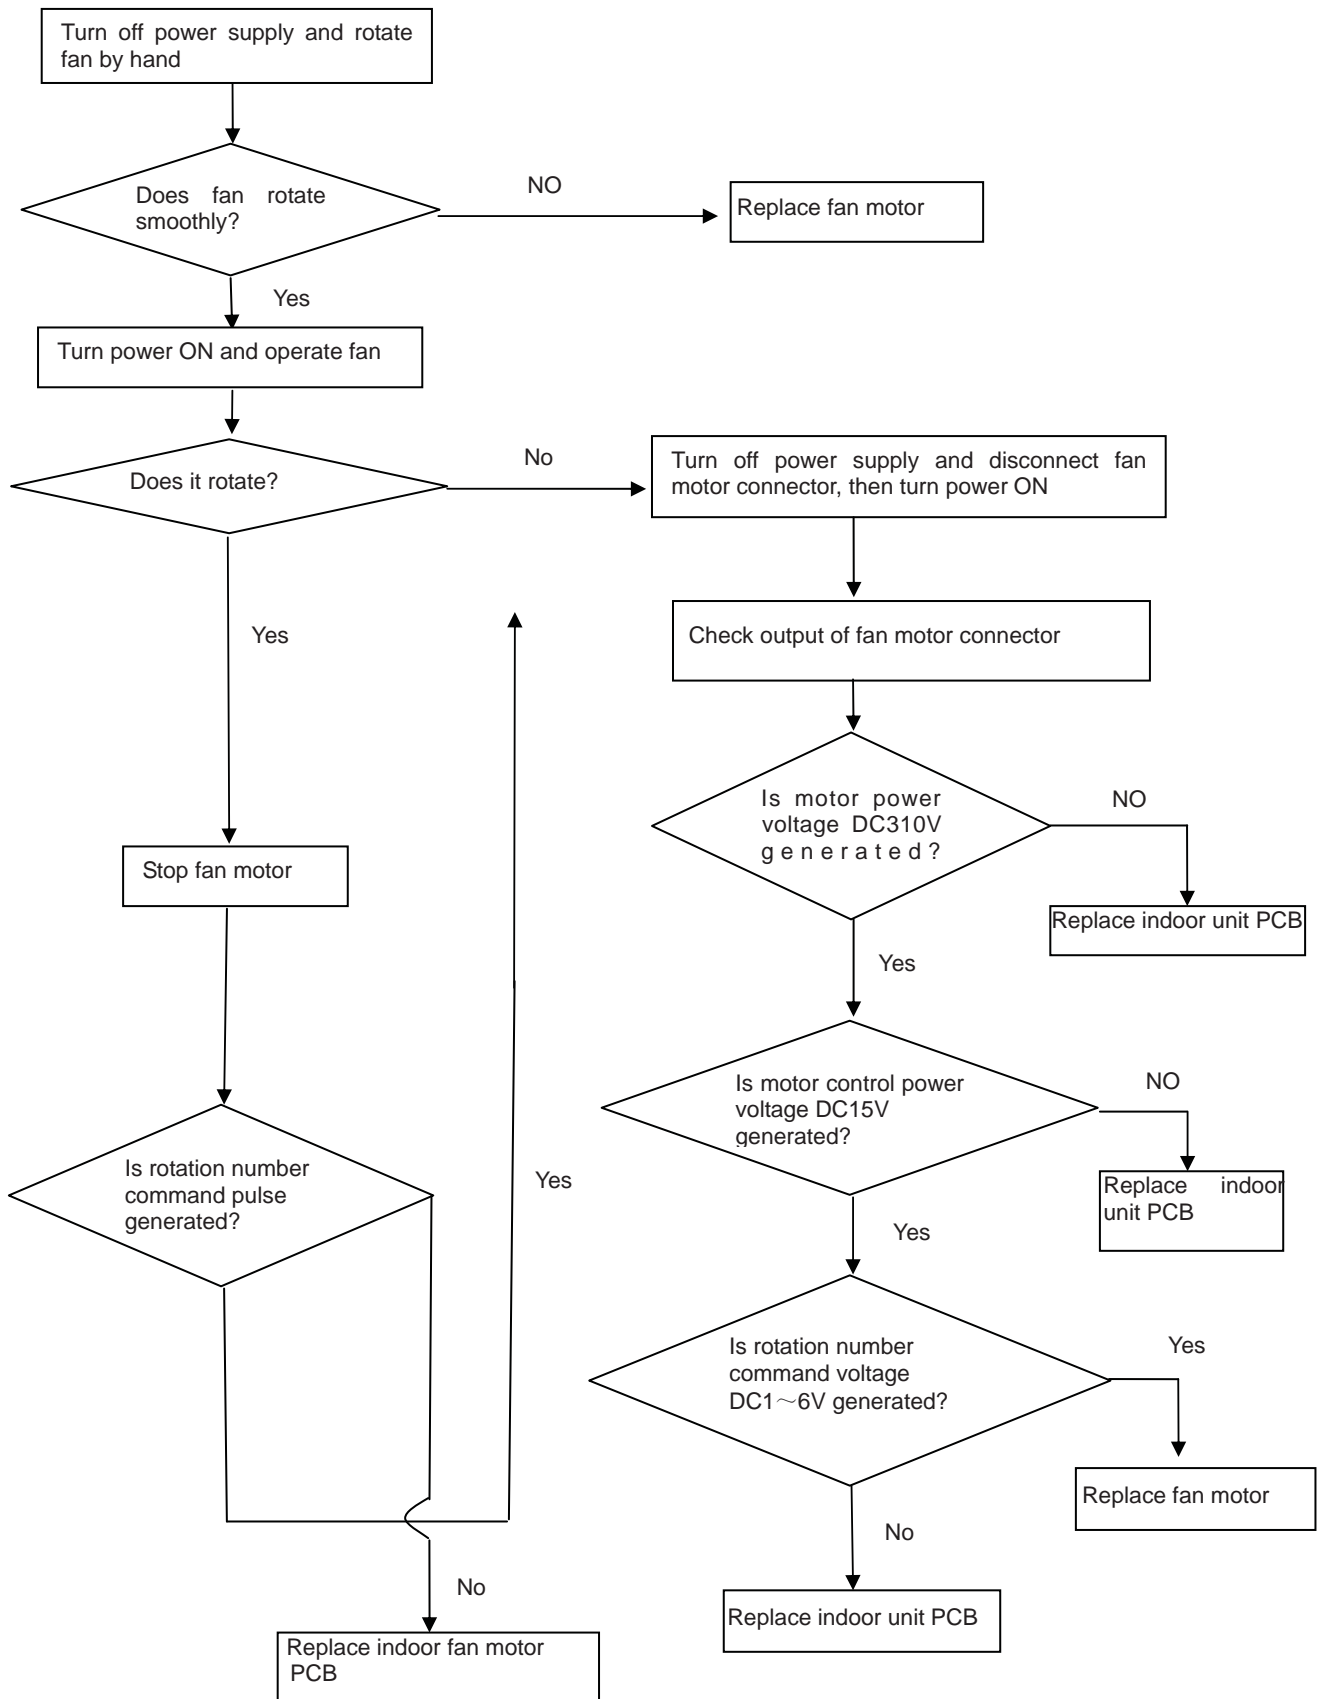 Turn off power supply and rotate
fan by hand
Does fan rotate
smoothly?
NO
Replace fan motor
Yes
Turn power ON and operate fan
Does it rotate?
No
Turn off power supply and disconnect fan
motor connector, then turn power ON
Yes
Check output of fan motor connector
Is motor power
voltage DC310V
generated?
NO
Stop fan motor
Replace indoor unit PCB
Yes
Is motor control power
voltage DC15V
generated?
NO
Is rotation number
command pulse
generated?
Yes
Replace indoor
unit PCB
Yes
Is rotation number
command voltage
DC1～6V generated?
Yes
Replace fan motor
No
No
Replace indoor unit PCB
Replace indoor fan motor
PCB